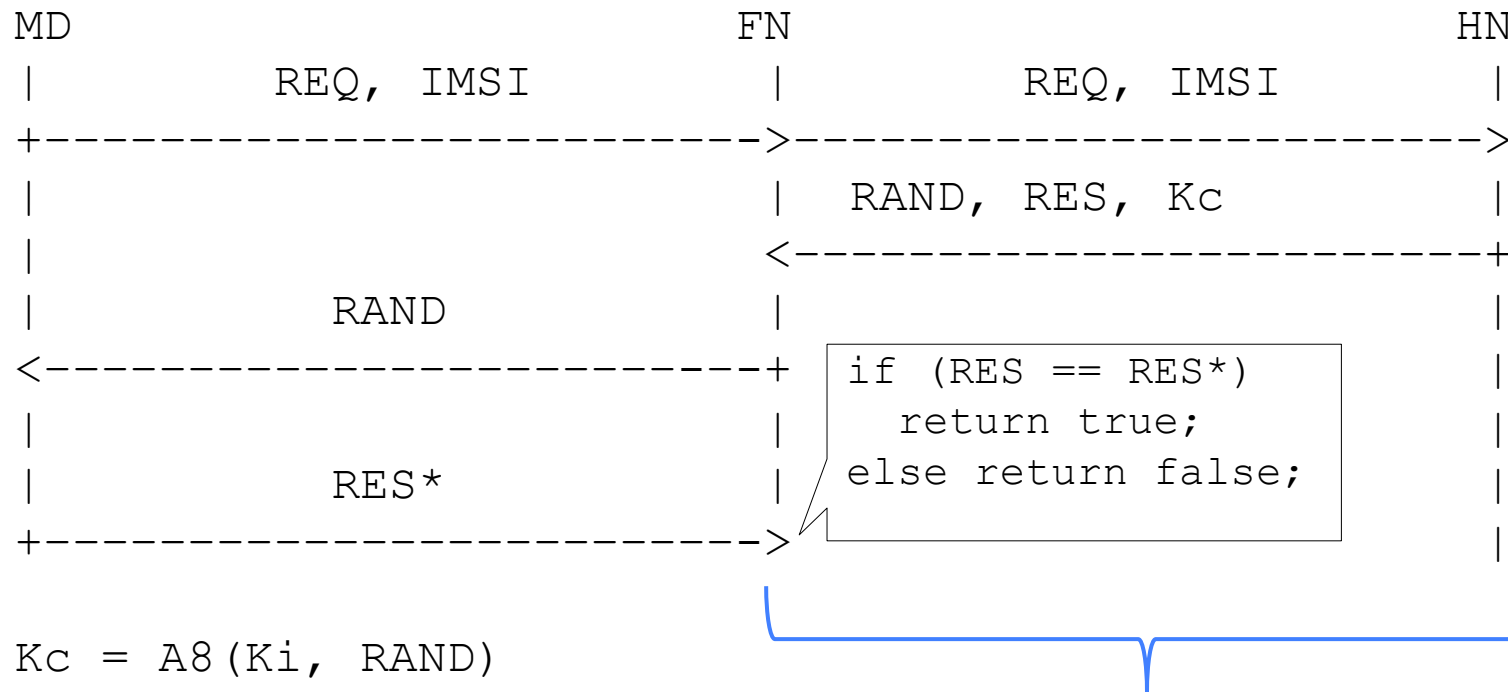 MD FN HN
| REQ, IMSI | REQ, IMSI |
+------------------------->------------------------>
| | RAND, RES, Kc |
| <------------------------+
| RAND | |
<-------------------------+ if (RES == RES*) |
| | return true; |
| RES* | else return false; |
+-------------------------> |
Kc = A8(Ki, RAND)